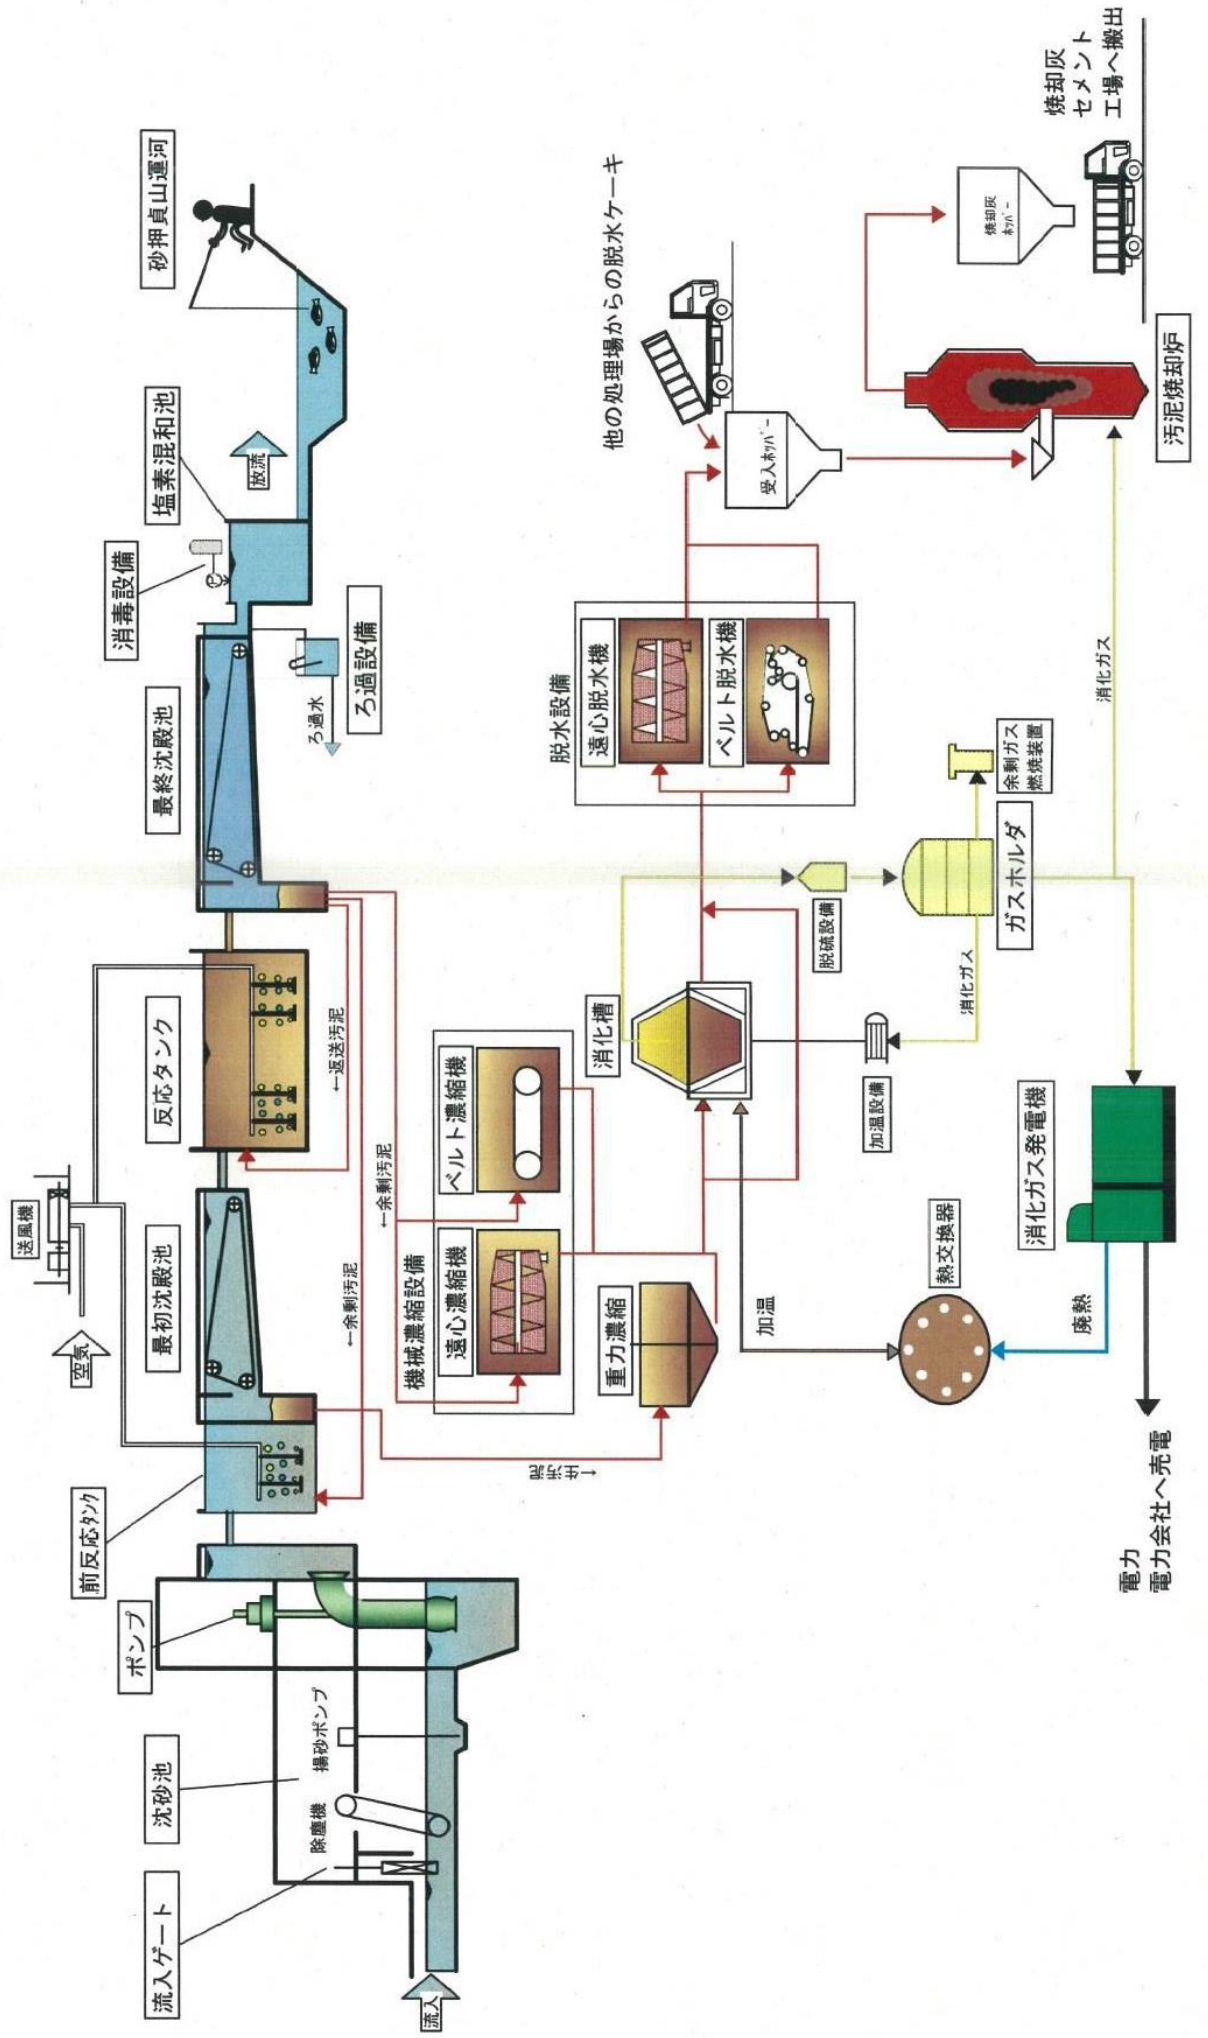 流入
流入ゲート
沈砂池
除塵機
揚砂ポンプ
ポンプ
前反応タンク
空気
送風機
最初沈殿池
反応タンク
最終沈殿池
消毒設備
塩素混和池
砂押貞山運河
放流
ろ過水
ろ過設備
←返送汚泥
←余剰汚泥
←余剰汚泥
←生汚泥
機械濃縮設備
遠心濃縮機
ベルト濃縮機
重力濃縮
消化槽
脱水設備
遠心脱水機
ベルト脱水機
他の処理場からの脱水ケーキ
受入ホッパー
脱硫設備
加温
加温設備
消化ガス
ガスホルダ
余剰ガス
燃焼装置
消化ガス
汚泥焼却炉
焼却灰
ホッパー
焼却灰
セメント
工場へ搬出
熱交換器
廃熱
消化ガス発電機
電力
電力会社へ売電